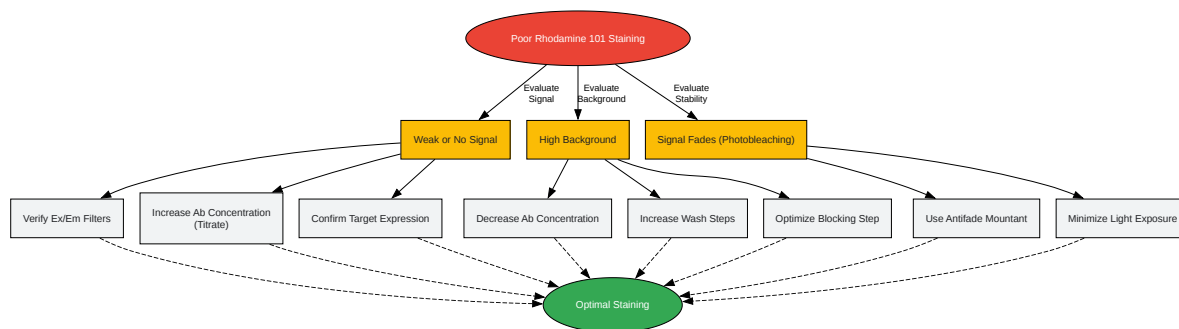 Poor Rhodamine 101 Staining
Evaluate
Signal
Evaluate
Background
Evaluate
Stability
Weak or No Signal
High Background
Signal Fades (Photobleaching)
Verify Ex/Em Filters
Increase Ab Concentration
(Titrate)
Confirm Target Expression
Decrease Ab Concentration
Increase Wash Steps
Optimize Blocking Step
Use Antifade Mountant
Minimize Light Exposure
Optimal Staining